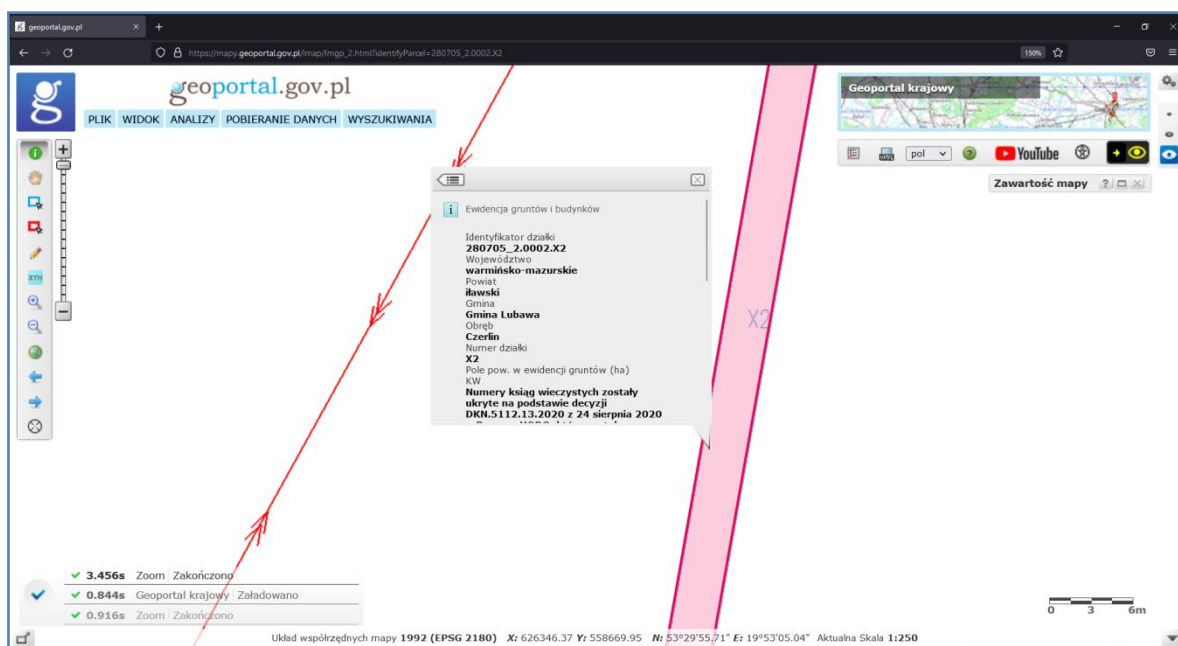 geoportal.gov.pl
https://mapy.geoportal.gov.pl/imap/Imgp_2.html?identifyParcel=280705_2.0002.X2
150%
geoportal.gov.pl
PLIK WIDOK ANALIZY POBIERANIE DANYCH WYSZUKIWANIA
Geoportal krajowy
pol
YouTube
Zawartość mapy
XYH
Ewidencja gruntów i budynków
Identyfikator działki
280705_2.0002.X2
Województwo
warmińsko-mazurskie
Powiat
iławski
Gmina
Gmina Lubawa
Obręb
Czerlin
Numer działki
X2
Pole pow. w ewidencji gruntów (ha)
KW
Numery ksiąg wieczystych zostały
ukryte na podstawie decyzji
DKN.5112.13.2020 z 24 sierpnia 2020
X2
3.456s Zoom Zakończono
0.844s Geoportal krajowy Załadowano
0.916s Zoom Zakończono
0 3 6m
Układ współrzędnych mapy 1992 (EPSG 2180) X: 626346.37 Y: 558669.95 N: 53°29'55.71" E: 19°53'05.04" Aktualna Skala 1:250